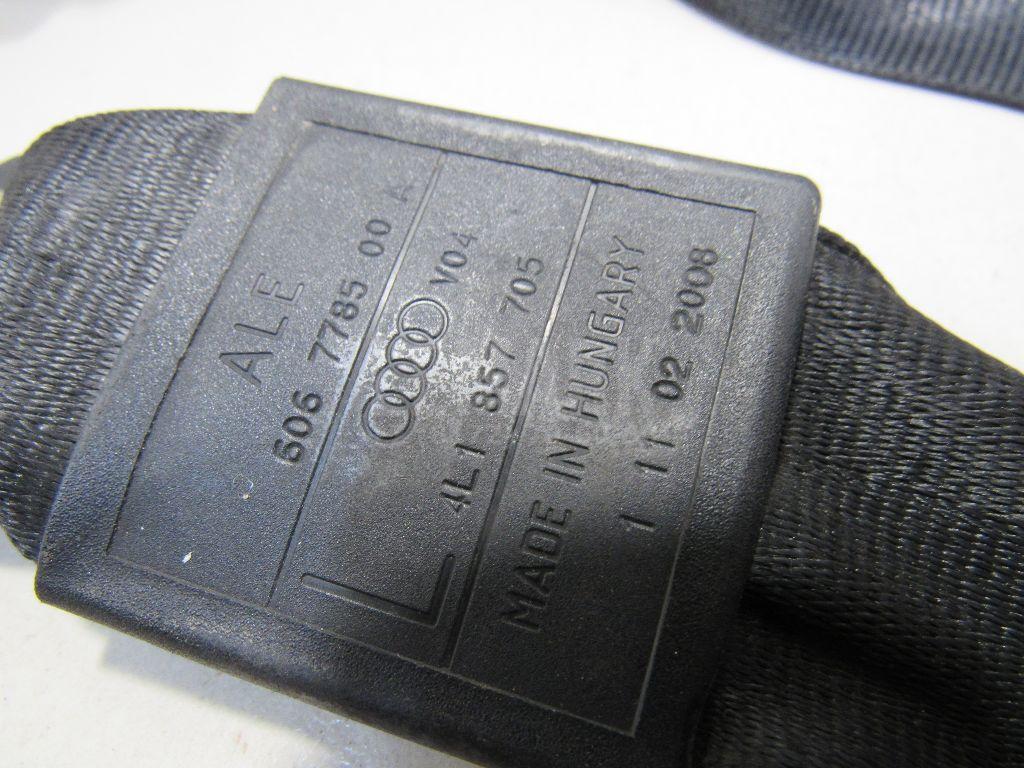 ALE
606 7785 00 A
V04
L 4L1 857 705
MADE IN HUNGARY
1 11 02 2008